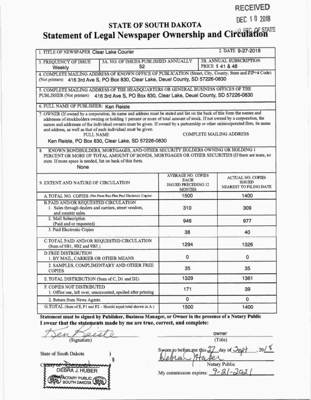 RECEIVED
DEC 10 2018
STATE OF SOUTH DAKOTA
Statement of Legal Newspaper Ownership and Circulation
1. TITLE OF NEWSPAPER Clear Lake Courier
2. DATE 9-27-2018
3. FREQUENCY OF ISSUE
Weekly
3A. NO. OF ISSUES PUBLISHED ANNUALLY
52
3B. ANNUAL SUBSCRIPTION
PRICE $ 41 & 48
4. COMPLETE MAILING ADDRESS OF KNOWN OFFICE OF PUBLICATION (Street, City, County, State and ZIP+4 Code)
(Not printers) 416 3rd Ave S, PO Box 830, Clear Lake, Deuel County, SD 57226-0830
5. COMPLETE MAILING ADDRESS OF THE HEADQUARTERS OR GENERAL BUSINESS OFFICES OF THE
PUBLISHER (Not printers) 416 3rd Ave S, PO Box 830, Clear Lake, Deuel County, SD 57226-0830
6. FULL NAME OF PUBLISHER: Ken Reiste
7. OWNER (If owned by a corporation, its name and address must be stated and list on the back of this form the names and
addresses of stockholders owning or holding 1 percent or more of total amount of stock. If not owned by a corporation, the
names and addresses of the individual owners must be given. If owned by a partnership or other unincorporated firm, its name
and address, as well as that of each individual must be given.
FULL NAME COMPLETE MAILING ADDRESS
Ken Reiste, PO Box 830, Clear Lake, SD 57226-0830
8. KNOWN BONDHOLDERS, MORTGAGEES, AND OTHER SECURITY HOLDERS OWNING OR HOLDING 1
PERCENT OR MORE OF TOTAL AMOUNT OF BONDS, MORTGAGES OR OTHER SECURITIES (If there are none, so
state. If more space is needed, list on back of this form.
None
9. EXTENT AND NATURE OF CIRCULATION
AVERAGE NO. COPIES
EACH
ISSUED PRECEDING 12
MONTHS
ACTUAL NO. COPIES
ISSUED
NEAREST TO FILING DATE
A. TOTAL NO. COPIES 1500 1400
B. PAID AND/OR REQUESTED CIRCULATION
1. Sales through dealers and carriers, street vendors,
and counter sales. 310 309
2. Mail Subscription
(Paid and/or requested) 946 977
3. Paid Electronic Copies 38 40
C. TOTAL PAID AND/OR REQUESTED CIRCULATION
(Sum of 9B1, 9B2 and 9B3.) 1294 1326
D. FREE DISTRIBUTION
1. BY MAIL, CARRIER OR OTHER MEANS 0 0
2. SAMPLES, COMPLIMENTARY AND OTHER FREE
COPIES 35 35
E. TOTAL DISTRIBUTION (Sum of C, D1 and D2) 1329 1361
F. COPIES NOT DISTRIBUTED
1. Office use, left over, unaccounted, spoiled after printing 171 39
2. Return from News Agents 0 0
G. TOTAL (Sum of E, F1 and F2 - Should equal total shown in A.) 1500 1400
Statement must be signed by Publisher, Business Manager, or Owner in the presence of a Notary Public
I swear that the statements made by me are true, correct, and complete:
Ken Reiste owner
(Signature) (Title)
State of South Dakota )
Sworn to before me this 27 day of Sept 2018
Debra J Huber
Notary Public
DEBRA J. HUBER
NOTARY PUBLIC
SOUTH DAKOTA
My commission expires: 9-21-2021